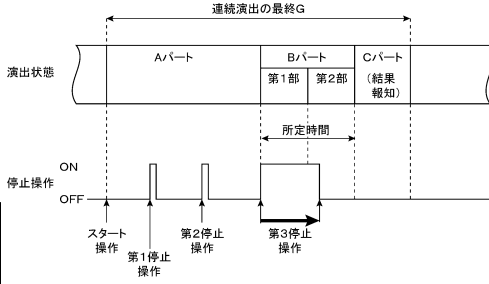 連続演出の最終G
演出状態
Aパート
Bパート
Cパート
第1部
第2部
(結果
報知)
所定時間
停止操作
ON
OFF
スタート
操作
第1停止
操作
第2停止
操作
第3停止
操作